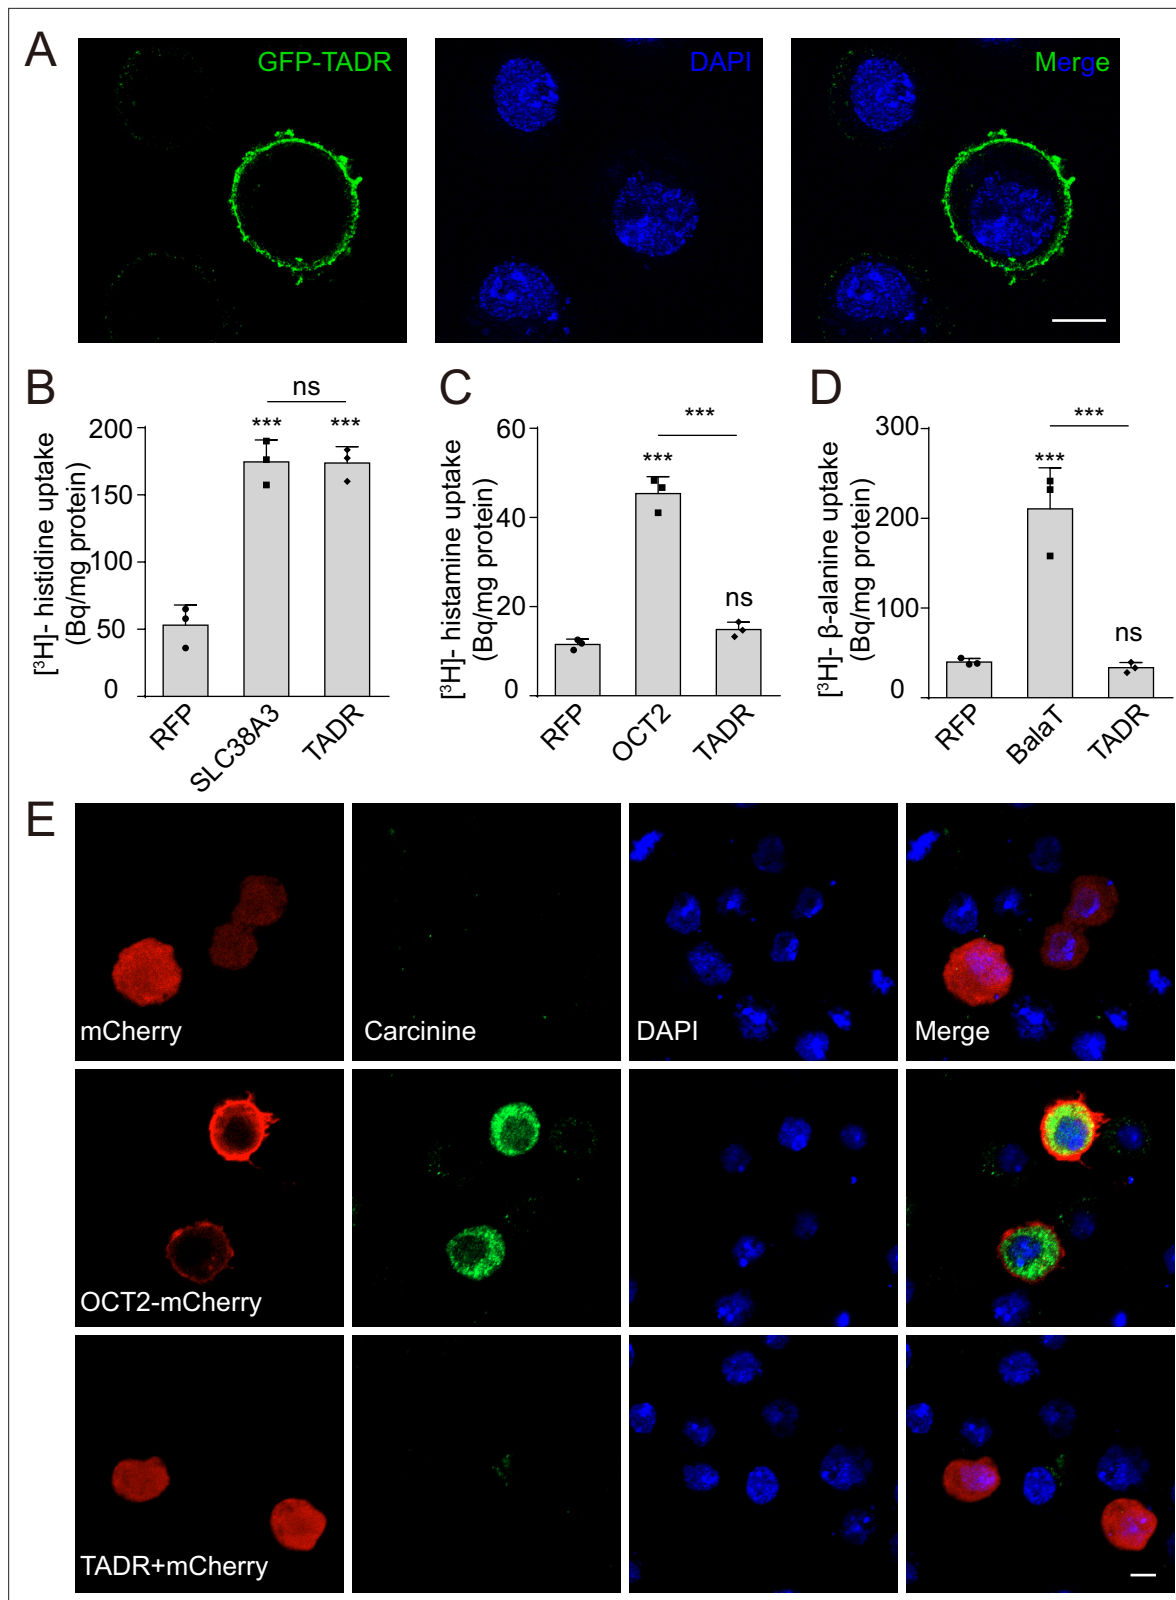 A
GFP-TADR
DAPI
Merge
B
[³H]- histidine uptake
(Bq/mg protein)
200
150
100
50
0
ns
***
***
RFP
SLC38A3
TADR
C
[³H]- histamine uptake
(Bq/mg protein)
60
40
20
0
***
***
ns
RFP
OCT2
TADR
D
[³H]- β-alanine uptake
(Bq/mg protein)
300
200
100
0
***
***
ns
RFP
BalaT
TADR
E
mCherry
Carcinine
DAPI
Merge
OCT2-mCherry
TADR+mCherry